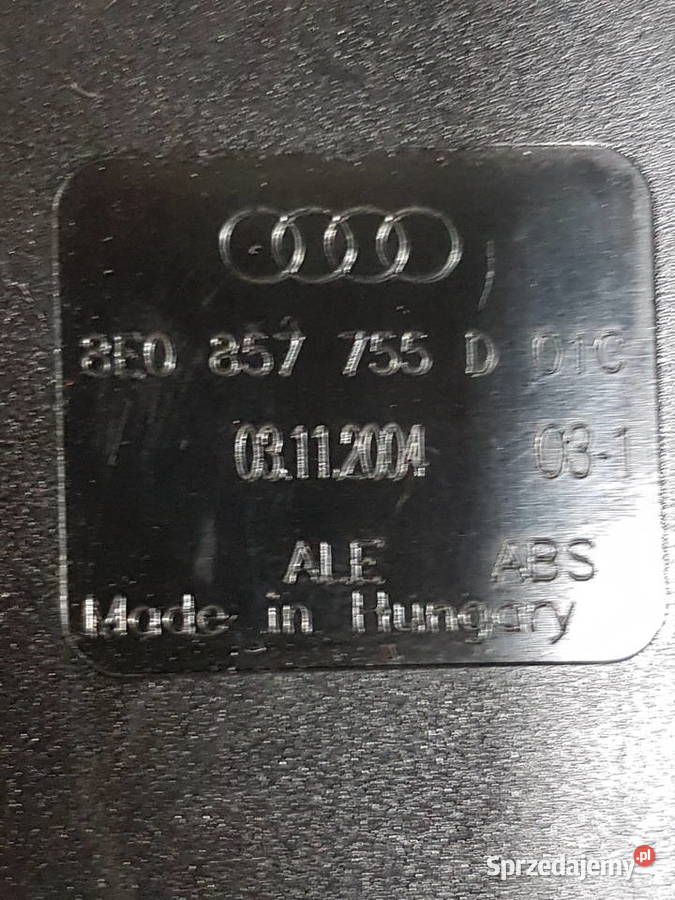 8E0 857 755 D 01C
03.11.2004 03-1
ALE ABS
Made in Hungary
Sprzedajemy.pl